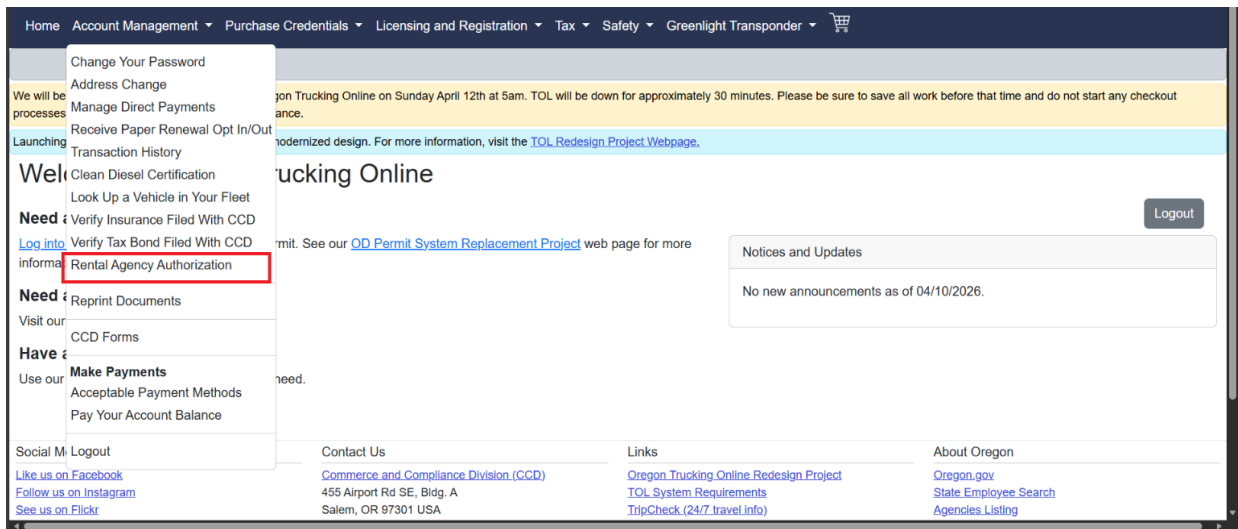 Home Account Management Purchase Credentials Licensing and Registration Tax Safety Greenlight Transponder
Change Your Password
Address Change
Manage Direct Payments
Receive Paper Renewal Opt In/Out
Transaction History
Clean Diesel Certification
Look Up a Vehicle in Your Fleet
Verify Insurance Filed With CCD
Verify Tax Bond Filed With CCD
Rental Agency Authorization
Reprint Documents
CCD Forms
Make Payments
Acceptable Payment Methods
Pay Your Account Balance
Logout
We will be gon Trucking Online on Sunday April 12th at 5am. TOL will be down for approximately 30 minutes. Please be sure to save all work before that time and do not start any checkout
processes ance.
Launching modernized design. For more information, visit the TOL Redesign Project Webpage.
Wel ucking Online
Logout
Need a
Log into rmit. See our OD Permit System Replacement Project web page for more
informa
Notices and Updates
No new announcements as of 04/10/2026.
Need a
Visit our
Have a
Use our need.
Social M
Like us on Facebook
Follow us on Instagram
See us on Flickr
Contact Us
Commerce and Compliance Division (CCD)
455 Airport Rd SE, Bldg. A
Salem, OR 97301 USA
Links
Oregon Trucking Online Redesign Project
TOL System Requirements
TripCheck (24/7 travel info)
About Oregon
Oregon.gov
State Employee Search
Agencies Listing